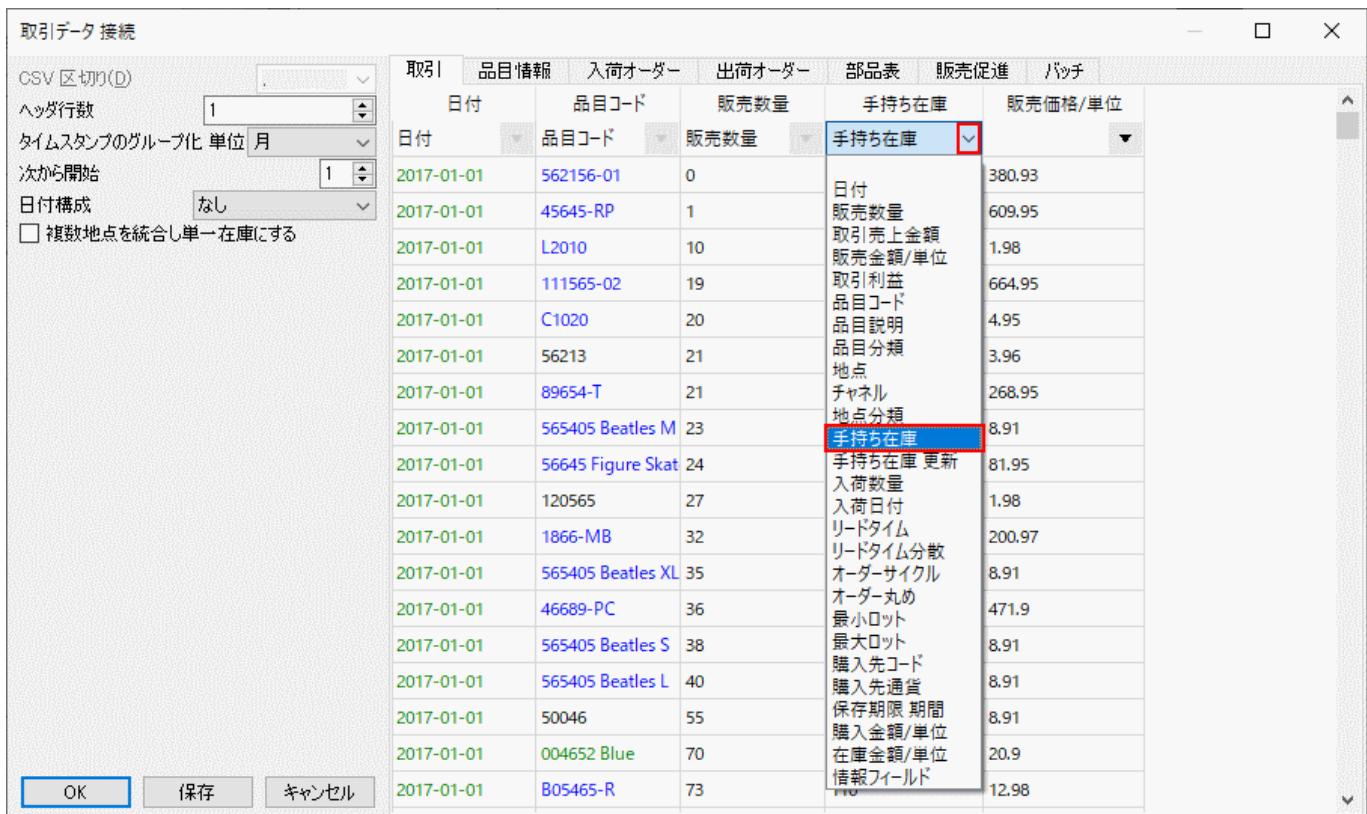 取引データ 接続
CSV 区切り(D) ,
ヘッダ行数 1
タイムスタンプのグループ化 単位 月
次から開始 1
日付構成 なし
複数地点を統合し単一在庫にする
OK 保存 キャンセル
取引 品目情報 入荷オーダー 出荷オーダー 部品表 販売促進 バッチ
日付 品目コード 販売数量 手持ち在庫 販売価格/単位
日付 品目コード 販売数量 手持ち在庫
2017-01-01 562156-01 0 380.93
2017-01-01 45645-RP 1 609.95
2017-01-01 L2010 10 1.98
2017-01-01 111565-02 19 664.95
2017-01-01 C1020 20 4.95
2017-01-01 56213 21 3.96
2017-01-01 89654-T 21 268.95
2017-01-01 565405 Beatles M 23 8.91
2017-01-01 56645 Figure Skat 24 81.95
2017-01-01 120565 27 1.98
2017-01-01 1866-MB 32 200.97
2017-01-01 565405 Beatles XL 35 8.91
2017-01-01 46689-PC 36 471.9
2017-01-01 565405 Beatles S 38 8.91
2017-01-01 565405 Beatles L 40 8.91
2017-01-01 50046 55 8.91
2017-01-01 004652 Blue 70 20.9
2017-01-01 B05465-R 73 12.98
日付
販売数量
取引売上金額
販売金額/単位
取引利益
品目コード
品目説明
品目分類
地点
チャネル
地点分類
手持ち在庫
手持ち在庫 更新
入荷数量
入荷日付
リードタイム
リードタイム分散
オーダーサイクル
オーダー丸め
最小ロット
最大ロット
購入先コード
購入先通貨
保存期限 期間
購入金額/単位
在庫金額/単位
情報フィールド